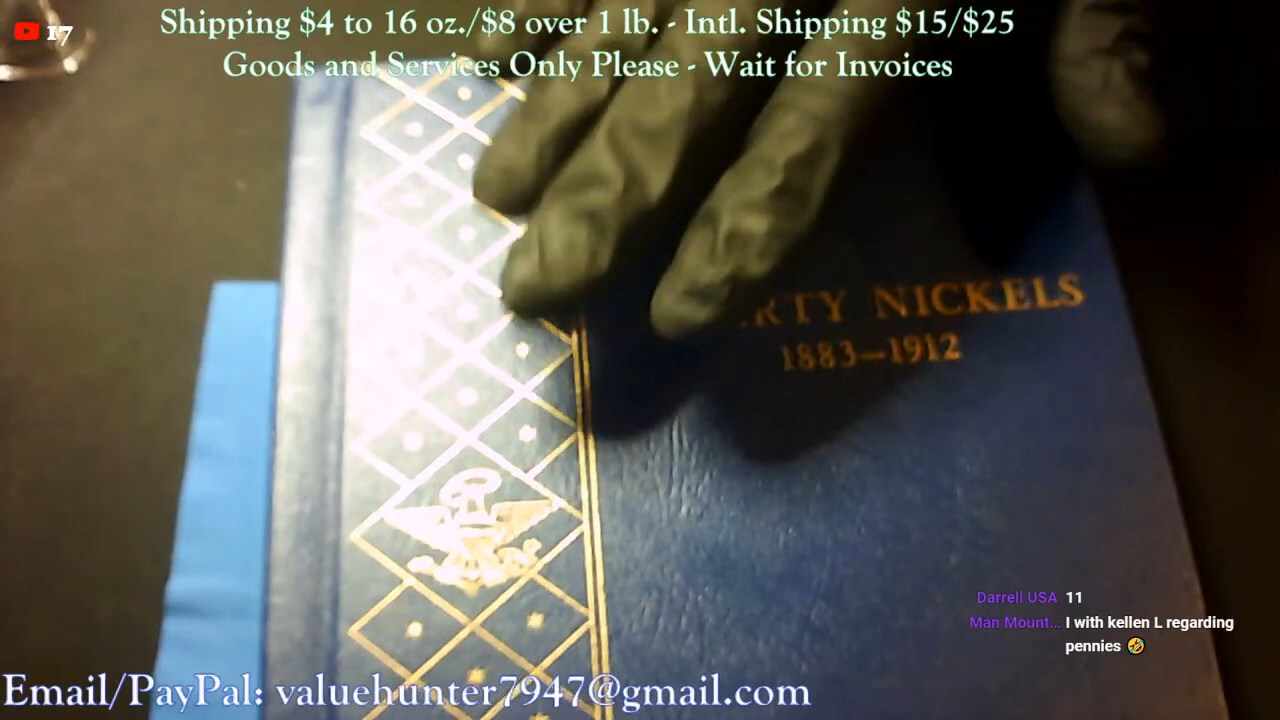 17
Shipping $4 to 16 oz./$8 over 1 lb. - Intl. Shipping $15/$25
Goods and Services Only Please - Wait for Invoices
NICKELS
1883—1912
Darrell USA 11
Man Mount... I with kellen L regarding
pennies 🤣
Email/PayPal: valuehunter7947@gmail.com